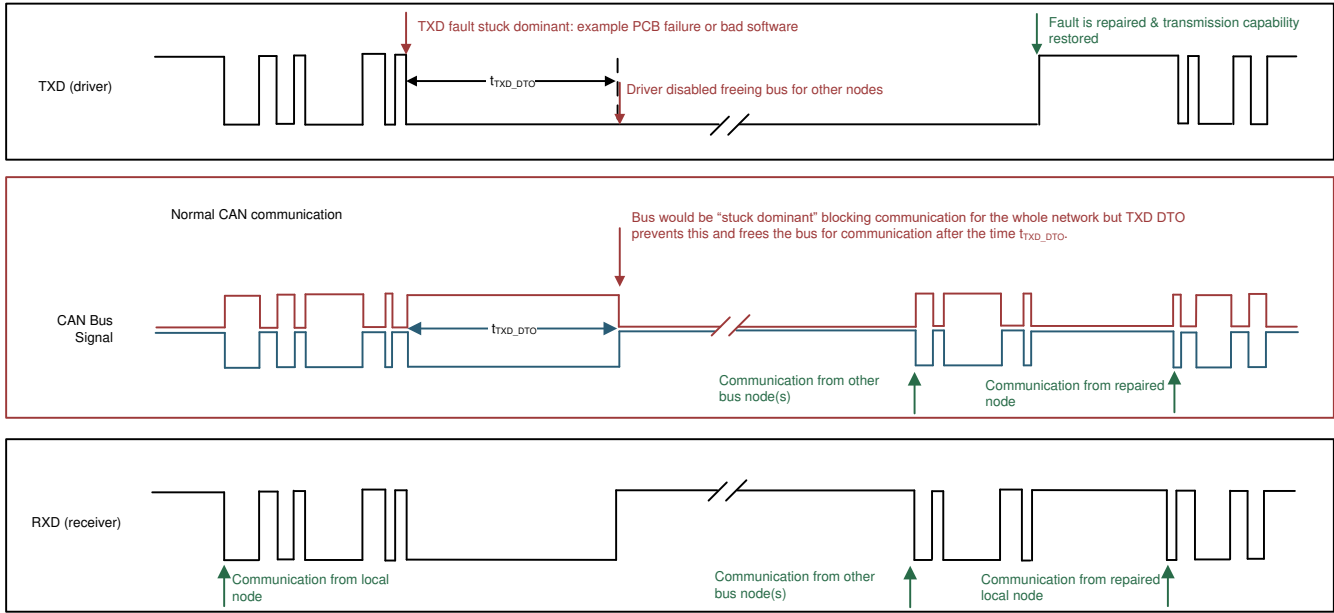 TXD fault stuck dominant: example PCB failure or bad software
Fault is repaired & transmission capability
restored
TXD (driver)
tTXD_DTO
Driver disabled freeing bus for other nodes
Normal CAN communication
Bus would be “stuck dominant” blocking communication for the whole network but TXD DTO
prevents this and frees the bus for communication after the time tTXD_DTO.
CAN Bus
Signal
tTXD_DTO
Communication from other
bus node(s)
Communication from repaired
node
RXD (receiver)
Communication from local
node
Communication from other
bus node(s)
Communication from repaired
local node